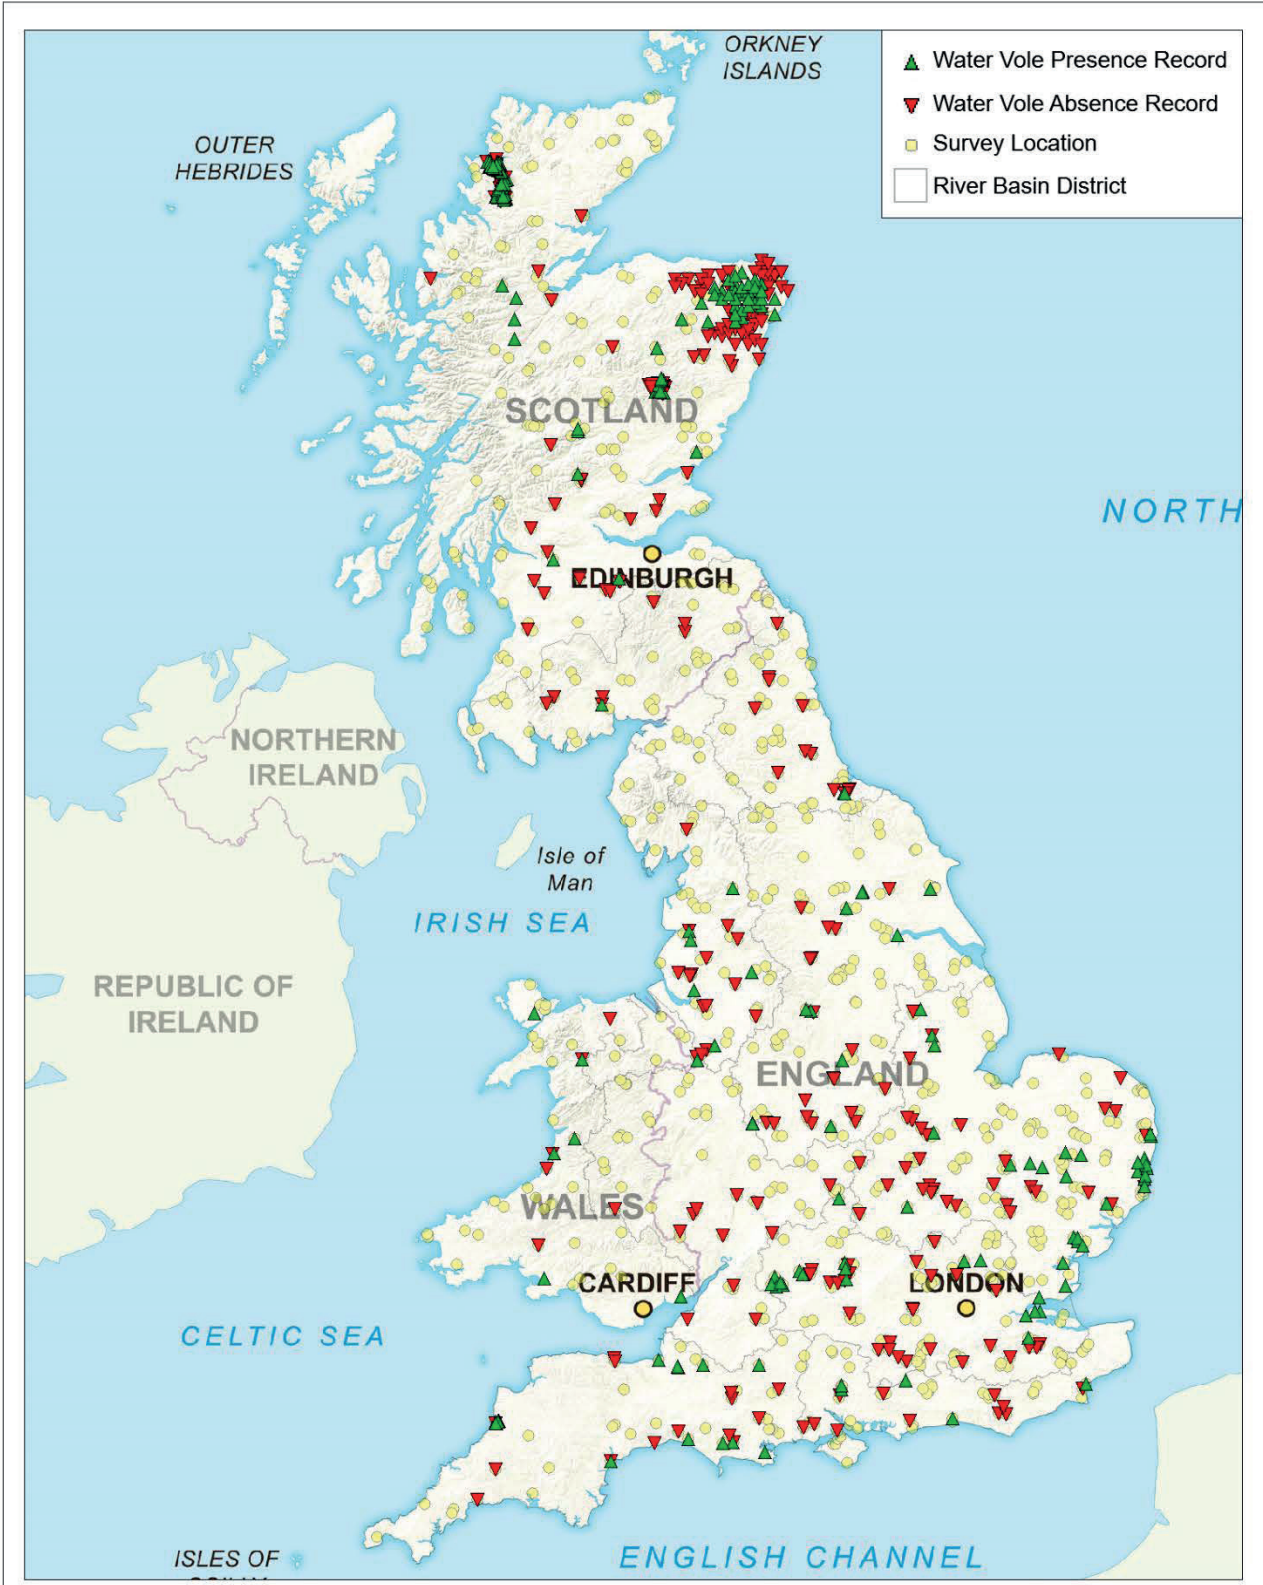 ORKNEY
ISLANDS
Water Vole Presence Record
Water Vole Absence Record
Survey Location
River Basin District
OUTER
HEBRIDES
SCOTLAND
NORTH
EDINBURGH
NORTHERN
IRELAND
Isle of
Man
IRISH SEA
REPUBLIC OF
IRELAND
ENGLAND
WALES
CARDIFF
LONDON
CELTIC SEA
ENGLISH CHANNEL
ISLES OF